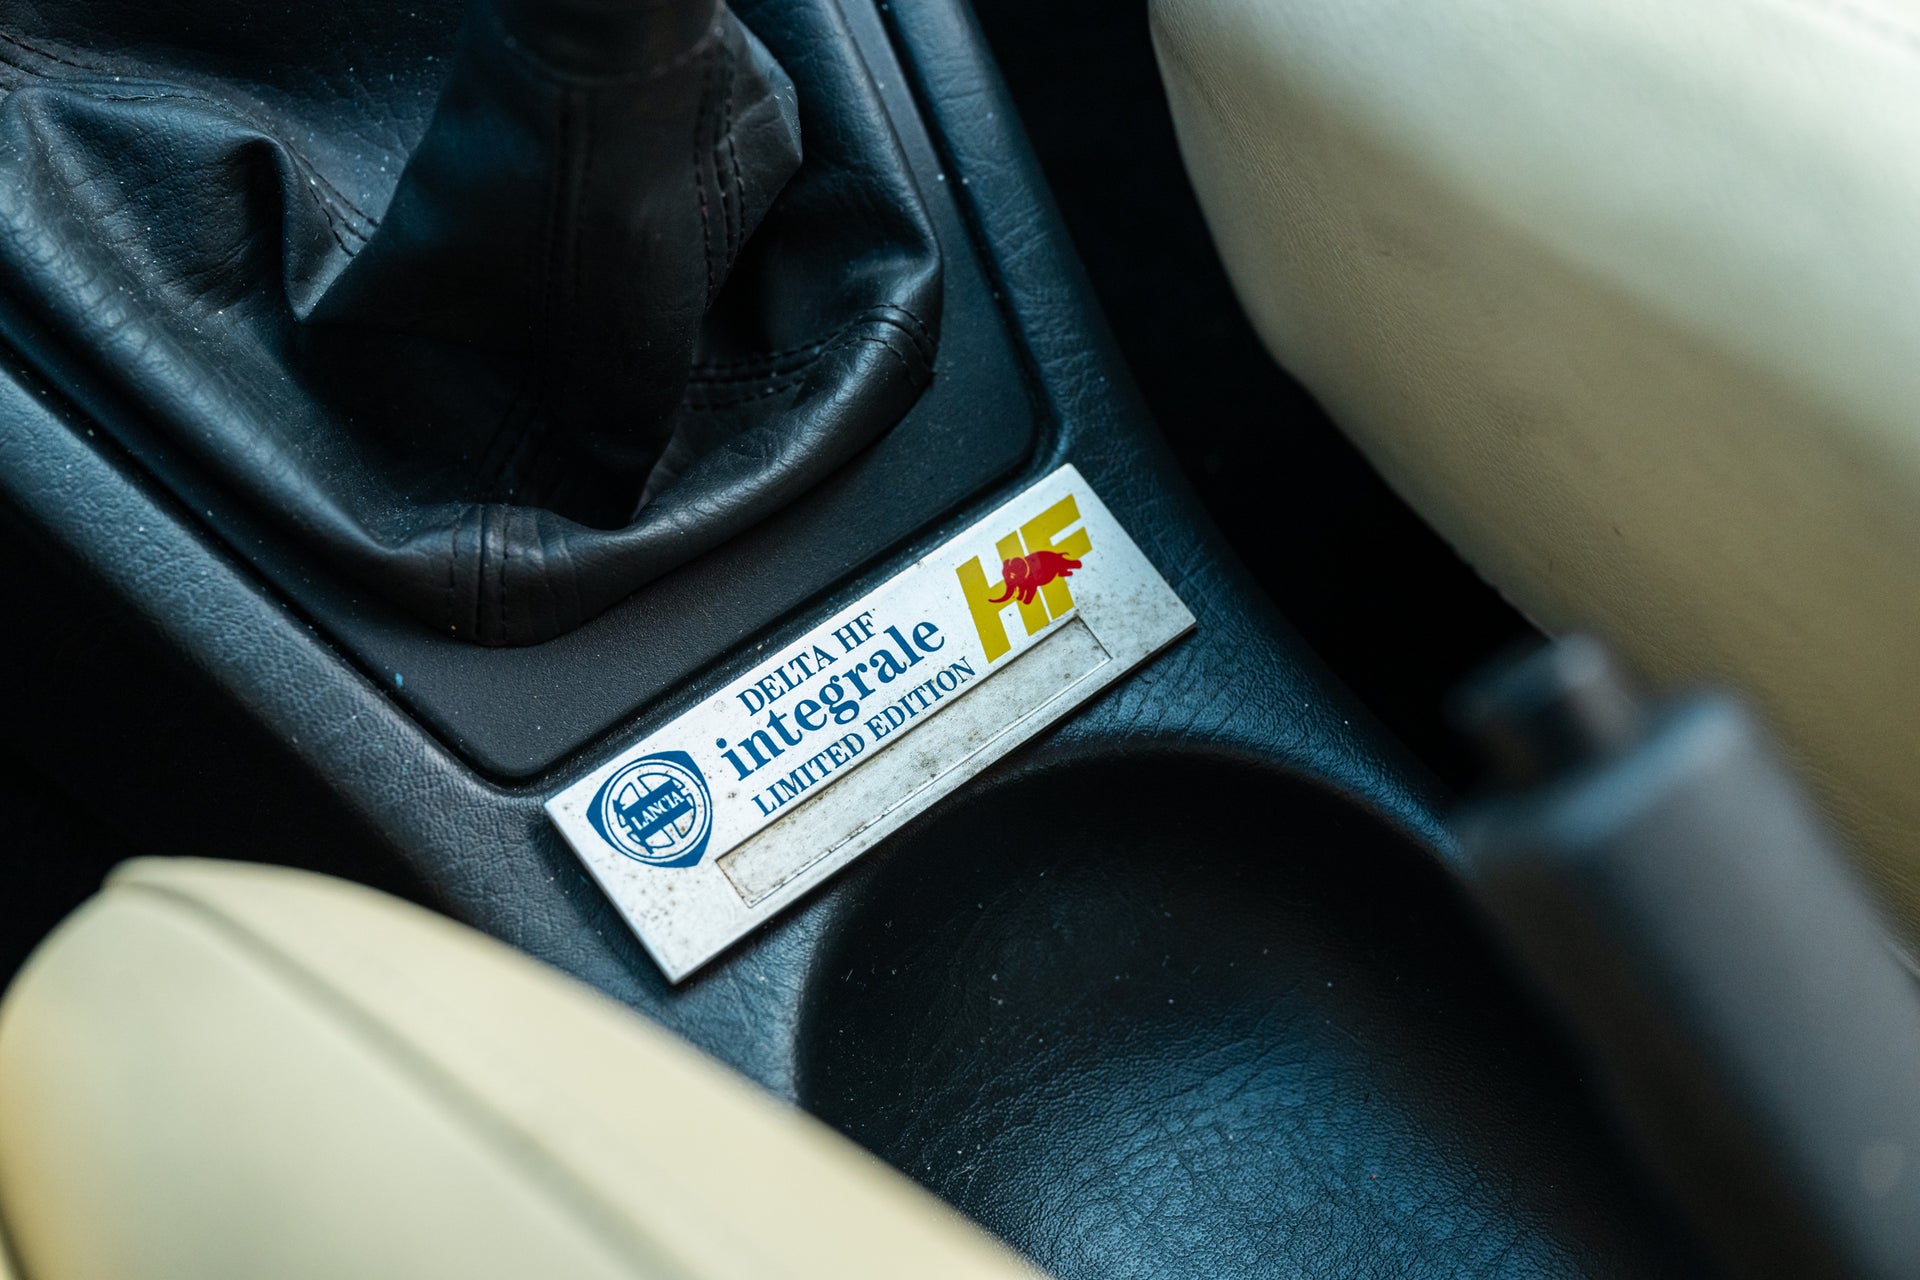 DELTA HF
integrale
LIMITED EDITION
HF
LANCIA